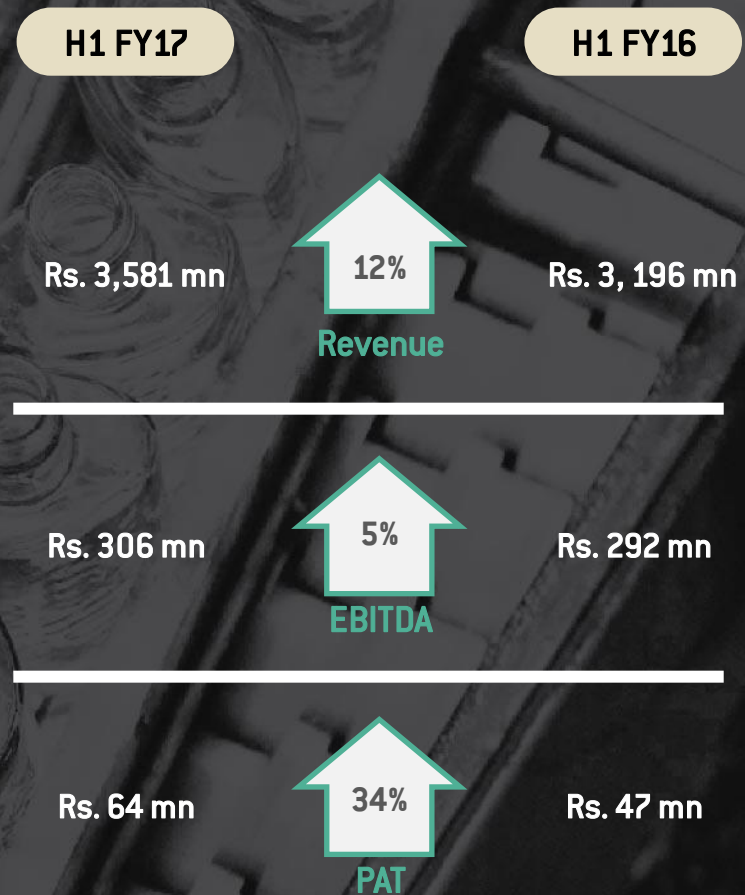 H1 FY17
H1 FY16
Rs. 3,581 mn
12%
Rs. 3, 196 mn
Revenue
Rs. 306 mn
5%
Rs. 292 mn
EBITDA
Rs. 64 mn
34%
Rs. 47 mn
PAT